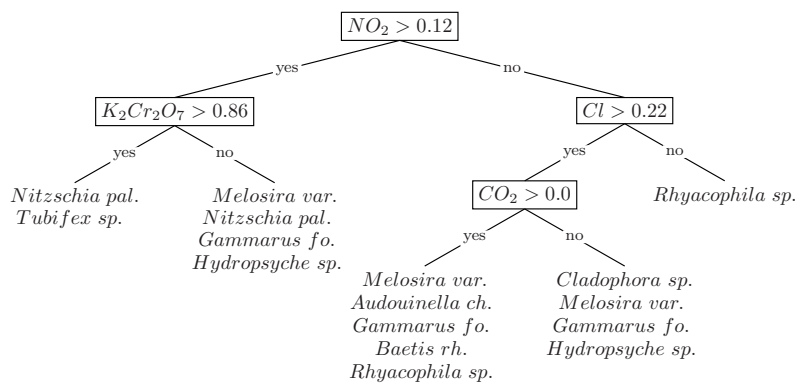 NO₂ > 0.12
yes
no
K₂Cr₂O₇ > 0.86
Cl > 0.22
yes
no
yes
no
Nitzschia pal.
Tubifex sp.
Melosira var.
Nitzschia pal.
Gammarus fo.
Hydropsyche sp.
CO₂ > 0.0
Rhyacophila sp.
yes
no
Melosira var.
Audouinella ch.
Gammarus fo.
Baetis rh.
Rhyacophila sp.
Cladophora sp.
Melosira var.
Gammarus fo.
Hydropsyche sp.